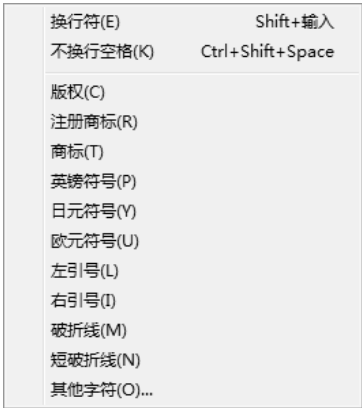 换行符(E) Shift+输入
不换行空格(K) Ctrl+Shift+Space
版权(C)
注册商标(R)
商标(T)
英镑符号(P)
日元符号(Y)
欧元符号(U)
左引号(L)
右引号(I)
破折线(M)
短破折线(N)
其他字符(O)...